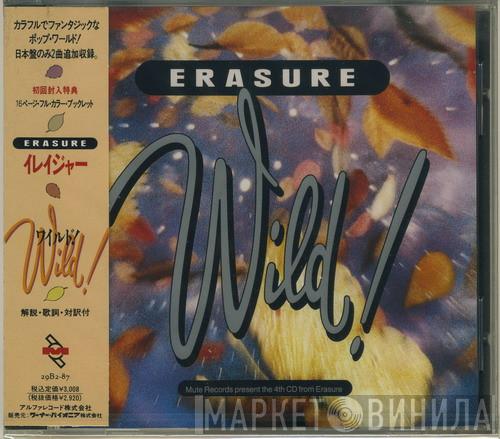 カラフルでファンタジックな
ポップ・ワールド!
日本盤のみ2曲追加収録。
初回封入特典
16ページ・フル・カラー・ブックレット
ERASURE
イレイジャー
ワイルド!
Wild!
解説・歌詞・対訳付
29B2-87
税込定価¥3,008
(税抜価格¥2,920)
アルファレコード株式会社
販売元:ワーナー・パイオニア株式会社
ERASURE
Wild!
Mute Records present the 4th CD from Erasure
МАРКЕТ ВИНИЛА